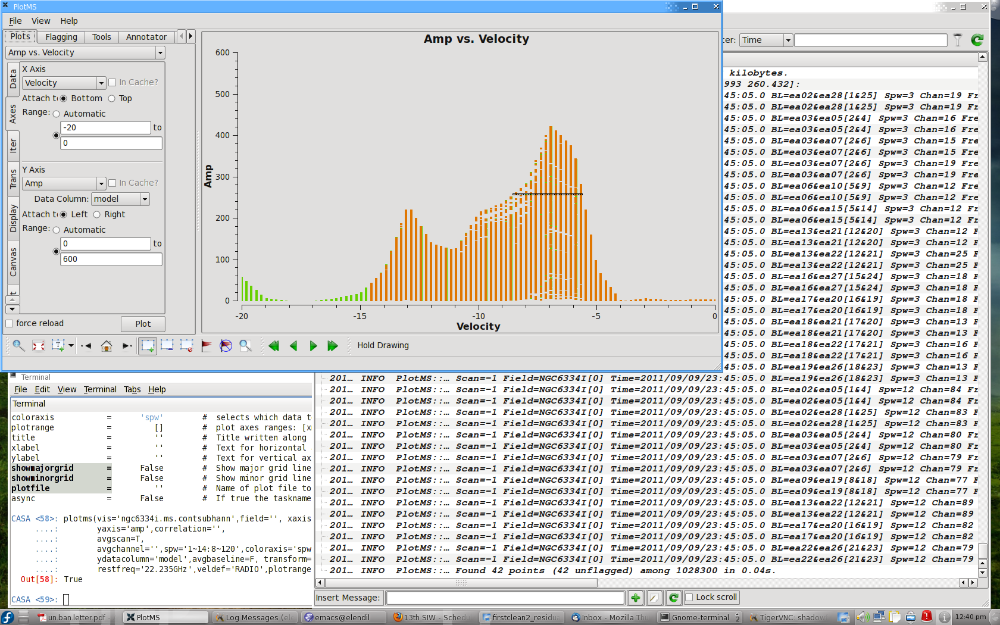 PlotMS
File View Help
Plots Flagging Tools Annotator
Amp vs. Velocity
Data
Axes
Iter
Trans
Display
Canvas
X Axis
Velocity In Cache?
Attach t Bottom Top
Range: Automatic
-20 to
0
Y Axis
Amp In Cache?
Data Column: model
Attach t Left Right
Range: Automatic
0 to
600
force reload Plot
Amp vs. Velocity
600
500
400
300
200
100
0
Amp
-20 -15 -10 -5 0
Velocity
Hold Drawing
ter: Time
kilobytes.
993 260.432]:
45:05.0 BL=ea02&ea28[1&25] Spw=3 Chan=19 Fr
45:05.0 BL=ea02&ea28[1&25] Spw=3 Chan=19 Fr
45:05.0 BL=ea03&ea05[2&4] Spw=3 Chan=16 Fre
45:05.0 BL=ea03&ea05[2&4] Spw=3 Chan=16 Fre
45:05.0 BL=ea03&ea07[2&6] Spw=3 Chan=15 Fre
45:05.0 BL=ea03&ea07[2&6] Spw=3 Chan=15 Fre
45:05.0 BL=ea03&ea07[2&6] Spw=3 Chan=19 Fre
45:05.0 BL=ea03&ea07[2&6] Spw=3 Chan=19 Fre
45:05.0 BL=ea06&ea10[5&9] Spw=3 Chan=12 Fre
45:05.0 BL=ea06&ea10[5&9] Spw=3 Chan=12 Fre
45:05.0 BL=ea06&ea15[5&14] Spw=3 Chan=12 Fr
45:05.0 BL=ea06&ea15[5&14] Spw=3 Chan=12 Fr
45:05.0 BL=ea13&ea21[12&20] Spw=3 Chan=12 F
45:05.0 BL=ea13&ea21[12&20] Spw=3 Chan=12 F
45:05.0 BL=ea13&ea22[12&21] Spw=3 Chan=25 F
45:05.0 BL=ea13&ea22[12&21] Spw=3 Chan=25 F
45:05.0 BL=ea16&ea27[15&24] Spw=3 Chan=18 F
45:05.0 BL=ea16&ea27[15&24] Spw=3 Chan=18 F
45:05.0 BL=ea17&ea20[16&19] Spw=3 Chan=18 F
45:05.0 BL=ea17&ea20[16&19] Spw=3 Chan=18 F
45:05.0 BL=ea18&ea21[17&20] Spw=3 Chan=13 F
45:05.0 BL=ea18&ea21[17&20] Spw=3 Chan=13 F
45:05.0 BL=ea18&ea22[17&21] Spw=3 Chan=16 F
45:05.0 BL=ea18&ea22[17&21] Spw=3 Chan=16 F
45:05.0 BL=ea19&ea26[18&23] Spw=3 Chan=13 F
201… INFO PlotMS::… Scan=-1 Field=NGC6334I[0] Time=2011/09/09/23:45:05.0 BL=ea19&ea26[18&23] Spw=3 Chan=13 F
201… INFO PlotMS::… Scan=-1 Field=NGC6334I[0] Time=2011/09/09/23:45:05.0 BL=ea02&ea05[1&4] Spw=12 Chan=84 Fr
201… INFO PlotMS::… Scan=-1 Field=NGC6334I[0] Time=2011/09/09/23:45:05.0 BL=ea02&ea05[1&4] Spw=12 Chan=84 Fr
201… INFO PlotMS::… Scan=-1 Field=NGC6334I[0] Time=2011/09/09/23:45:05.0 BL=ea02&ea28[1&25] Spw=12 Chan=83 F
201… INFO PlotMS::… Scan=-1 Field=NGC6334I[0] Time=2011/09/09/23:45:05.0 BL=ea02&ea28[1&25] Spw=12 Chan=83 F
201… INFO PlotMS::… Scan=-1 Field=NGC6334I[0] Time=2011/09/09/23:45:05.0 BL=ea03&ea05[2&4] Spw=12 Chan=80 Fr
201… INFO PlotMS::… Scan=-1 Field=NGC6334I[0] Time=2011/09/09/23:45:05.0 BL=ea03&ea05[2&4] Spw=12 Chan=80 Fr
201… INFO PlotMS::… Scan=-1 Field=NGC6334I[0] Time=2011/09/09/23:45:05.0 BL=ea03&ea07[2&6] Spw=12 Chan=79 Fr
201… INFO PlotMS::… Scan=-1 Field=NGC6334I[0] Time=2011/09/09/23:45:05.0 BL=ea03&ea07[2&6] Spw=12 Chan=79 Fr
201… INFO PlotMS::… Scan=-1 Field=NGC6334I[0] Time=2011/09/09/23:45:05.0 BL=ea09&ea19[8&18] Spw=12 Chan=77 F
201… INFO PlotMS::… Scan=-1 Field=NGC6334I[0] Time=2011/09/09/23:45:05.0 BL=ea09&ea19[8&18] Spw=12 Chan=77 F
201… INFO PlotMS::… Scan=-1 Field=NGC6334I[0] Time=2011/09/09/23:45:05.0 BL=ea13&ea22[12&21] Spw=12 Chan=89
201… INFO PlotMS::… Scan=-1 Field=NGC6334I[0] Time=2011/09/09/23:45:05.0 BL=ea13&ea22[12&21] Spw=12 Chan=89
201… INFO PlotMS::… Scan=-1 Field=NGC6334I[0] Time=2011/09/09/23:45:05.0 BL=ea17&ea20[16&19] Spw=12 Chan=82
201… INFO PlotMS::… Scan=-1 Field=NGC6334I[0] Time=2011/09/09/23:45:05.0 BL=ea17&ea20[16&19] Spw=12 Chan=82
201… INFO PlotMS::… Scan=-1 Field=NGC6334I[0] Time=2011/09/09/23:45:05.0 BL=ea22&ea26[21&23] Spw=12 Chan=79
201… INFO PlotMS::… Scan=-1 Field=NGC6334I[0] Time=2011/09/09/23:45:05.0 BL=ea22&ea26[21&23] Spw=12 Chan=79
201… INFO PlotMS::… Found 42 points (42 unflagged) among 1028300 in 0.04s.
Insert Message: Lock scroll
Terminal
File Edit View Terminal Tabs Help
Terminal
coloraxis = 'spw' # selects which data t
plotrange = [] # plot axes ranges: [x
title = '' # Title written along
xlabel = '' # Text for horizontal
ylabel = '' # Text for vertical ax
showmajorgrid = False # Show major grid line
showminorgrid = False # Show minor grid line
plotfile = '' # Name of plot file to
async = False # If true the taskname
CASA <58>: plotms(vis='ngc6334i.ms.contsubhann',field='', xaxis
....: yaxis='amp',correlation='',
....: avgscan=T,
....: avgchannel='',spw='1~14:8~120',coloraxis='spw
....: ydatacolumn='model',avgbaseline=F, transform=
....: restfreq='22.235GHz',veldef='RADIO',plotrange
Out[58]: True
CASA <59>:
un.ban.letter.pdf - PlotMS Log Messages (el emacs@elendil 13th SIW - Schedu firstclean2_residua Inbox - Mozilla Thu Gnome-terminal 2 TigerVNC: shadow 12:40 pm